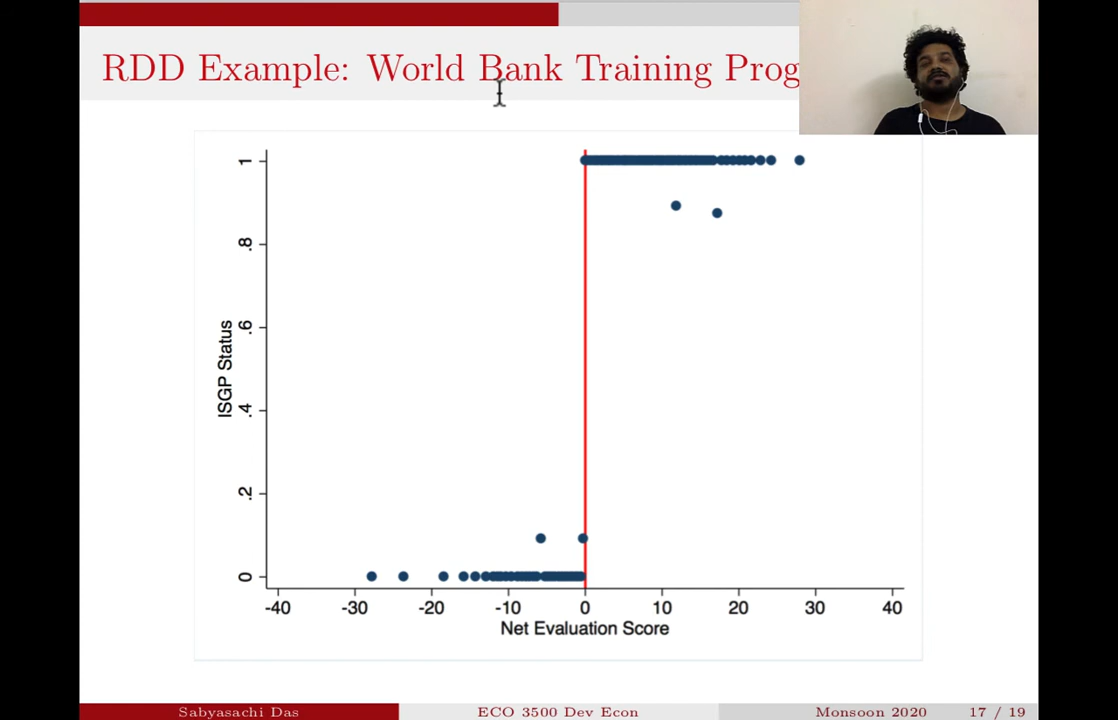 RDD Example: World Bank Training Prog
1
.8
.6
.4
.2
0
ISGP Status
-40 -30 -20 -10 0 10 20 30 40
Net Evaluation Score
Sabyasachi Das ECO 3500 Dev Econ Monsoon 2020 17 / 19